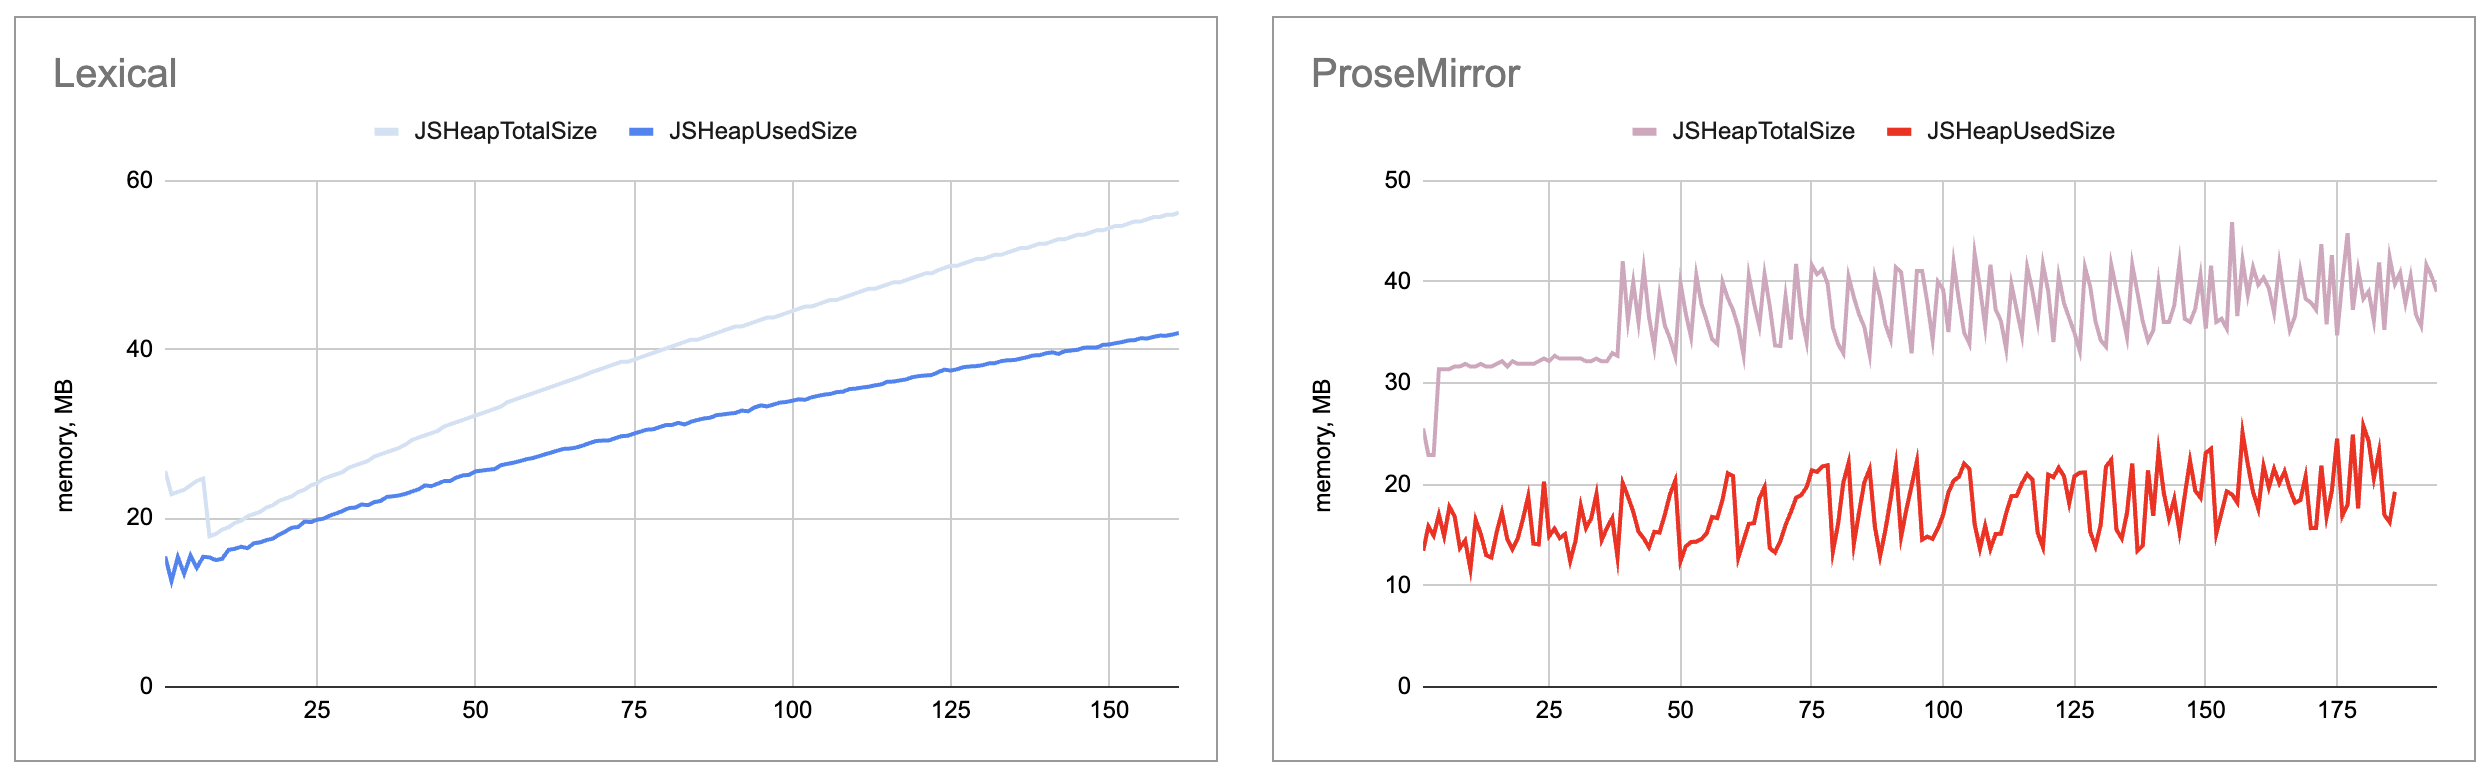 Lexical
JSHeapTotalSize JSHeapUsedSize
60
40
20
0
memory, MB
25 50 75 100 125 150
ProseMirror
JSHeapTotalSize JSHeapUsedSize
50
40
30
20
10
0
memory, MB
25 50 75 100 125 150 175